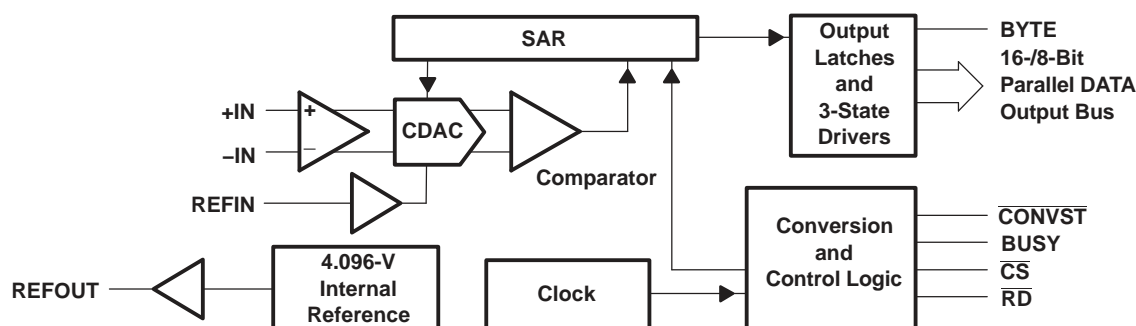 SAR
Output
Latches
and
3-State
Drivers
BYTE
16-/8-Bit
Parallel DATA
Output Bus
+IN
−IN
+
−
CDAC
Comparator
REFIN
Conversion
and
Control Logic
CONVST
BUSY
CS
RD
REFOUT
4.096-V
Internal
Reference
Clock